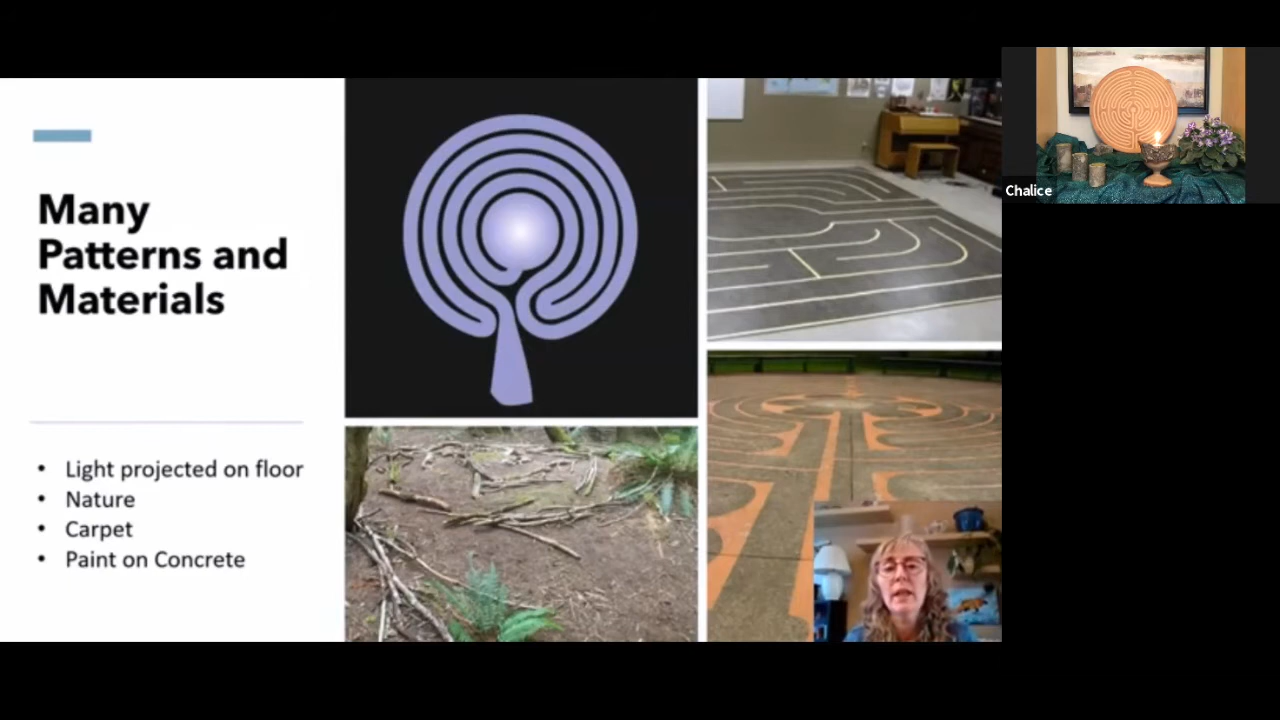 Many
Patterns and
Materials
• Light projected on floor
• Nature
• Carpet
• Paint on Concrete
Chalice